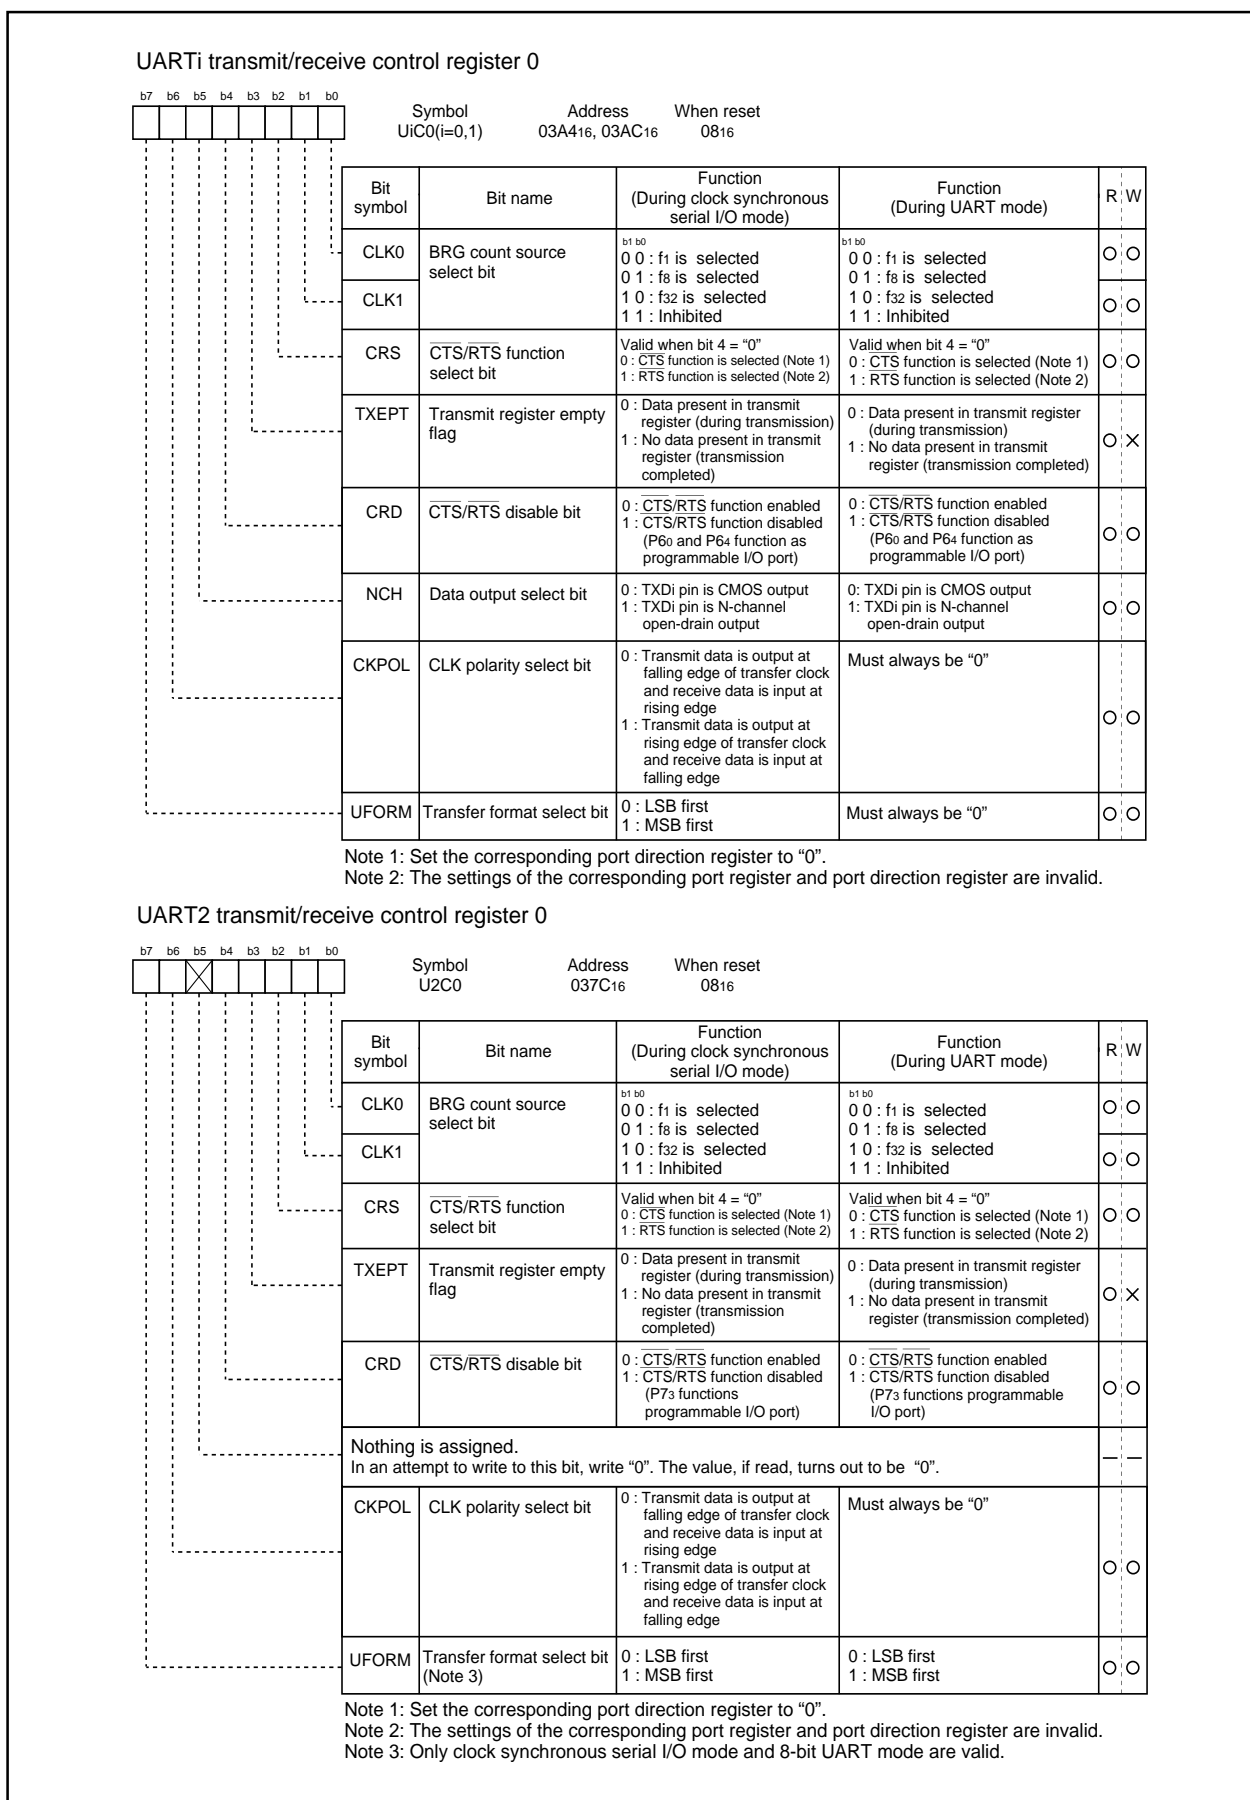 UARTi transmit/receive control register 0
b7 b6 b5 b4 b3 b2 b1 b0
Symbol Address When reset
UiC0(i=0,1) 03A416, 03AC16 0816
Bit symbol Bit name Function (During clock synchronous serial I/O mode) Function (During UART mode) R W
CLK0 BRG count source select bit
CLK1
b1 b0
0 0 : f1 is selected
0 1 : f8 is selected
1 0 : f32 is selected
1 1 : Inhibited
b1 b0
0 0 : f1 is selected
0 1 : f8 is selected
1 0 : f32 is selected
1 1 : Inhibited
CRS CTS/RTS function select bit
Valid when bit 4 = “0”
0 : CTS function is selected (Note 1)
1 : RTS function is selected (Note 2)
Valid when bit 4 = “0”
0 : CTS function is selected (Note 1)
1 : RTS function is selected (Note 2)
TXEPT Transmit register empty flag
0 : Data present in transmit
register (during transmission)
1 : No data present in transmit
register (transmission
completed)
0 : Data present in transmit register
(during transmission)
1 : No data present in transmit
register (transmission completed)
CRD CTS/RTS disable bit
0 : CTS/RTS function enabled
1 : CTS/RTS function disabled
(P60 and P64 function as
programmable I/O port)
0 : CTS/RTS function enabled
1 : CTS/RTS function disabled
(P60 and P64 function as
programmable I/O port)
NCH Data output select bit
0 : TXDi pin is CMOS output
1 : TXDi pin is N-channel
open-drain output
0: TXDi pin is CMOS output
1: TXDi pin is N-channel
open-drain output
CKPOL CLK polarity select bit
0 : Transmit data is output at
falling edge of transfer clock
and receive data is input at
rising edge
1 : Transmit data is output at
rising edge of transfer clock
and receive data is input at
falling edge
Must always be “0”
UFORM Transfer format select bit
0 : LSB first
1 : MSB first
Must always be “0”
Note 1: Set the corresponding port direction register to “0”.
Note 2: The settings of the corresponding port register and port direction register are invalid.
UART2 transmit/receive control register 0
b7 b6 b5 b4 b3 b2 b1 b0
Symbol Address When reset
U2C0 037C16 0816
Bit symbol Bit name Function (During clock synchronous serial I/O mode) Function (During UART mode) R W
CLK0 BRG count source select bit
CLK1
b1 b0
0 0 : f1 is selected
0 1 : f8 is selected
1 0 : f32 is selected
1 1 : Inhibited
b1 b0
0 0 : f1 is selected
0 1 : f8 is selected
1 0 : f32 is selected
1 1 : Inhibited
CRS CTS/RTS function select bit
Valid when bit 4 = “0”
0 : CTS function is selected (Note 1)
1 : RTS function is selected (Note 2)
Valid when bit 4 = “0”
0 : CTS function is selected (Note 1)
1 : RTS function is selected (Note 2)
TXEPT Transmit register empty flag
0 : Data present in transmit
register (during transmission)
1 : No data present in transmit
register (transmission
completed)
0 : Data present in transmit register
(during transmission)
1 : No data present in transmit
register (transmission completed)
CRD CTS/RTS disable bit
0 : CTS/RTS function enabled
1 : CTS/RTS function disabled
(P73 functions
programmable I/O port)
0 : CTS/RTS function enabled
1 : CTS/RTS function disabled
(P73 functions programmable
I/O port)
Nothing is assigned.
In an attempt to write to this bit, write “0”. The value, if read, turns out to be “0”.
CKPOL CLK polarity select bit
0 : Transmit data is output at
falling edge of transfer clock
and receive data is input at
rising edge
1 : Transmit data is output at
rising edge of transfer clock
and receive data is input at
falling edge
Must always be “0”
UFORM Transfer format select bit (Note 3)
0 : LSB first
1 : MSB first
0 : LSB first
1 : MSB first
Note 1: Set the corresponding port direction register to “0”.
Note 2: The settings of the corresponding port register and port direction register are invalid.
Note 3: Only clock synchronous serial I/O mode and 8-bit UART mode are valid.